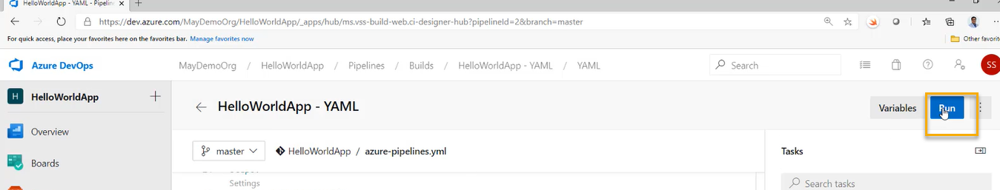 HelloWorldApp - YAML - Pipelin
https://dev.azure.com/MayDemoOrg/HelloWorldApp/_apps/hub/ms.vss-build-web.ci-designer-hub?pipelineId=2&branch=master
For quick access, place your favorites here on the favorites bar. Manage favorites now
Other favorite
Azure DevOps
MayDemoOrg / HelloWorldApp / Pipelines / Builds / HelloWorldApp - YAML / YAML
Search
SS
H HelloWorldApp
HelloWorldApp - YAML
Variables
Run
Overview
master
HelloWorldApp / azure-pipelines.yml
Tasks
Boards
Settings
Search tasks